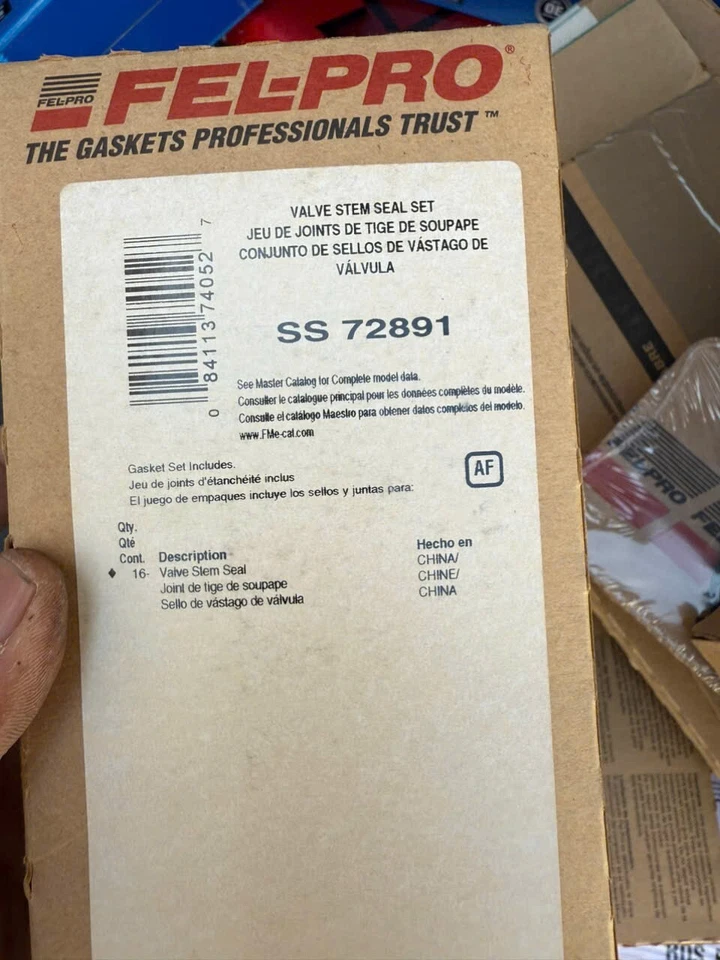 FEL-PRO
FEL-PRO®
THE GASKETS PROFESSIONALS TRUST™
VALVE STEM SEAL SET
JEU DE JOINTS DE TIGE DE SOUPAPE
CONJUNTO DE SELLOS DE VÁSTAGO DE
VÁLVULA
0 84113 74052 7
SS 72891
See Master Catalog for Complete model data.
Consulter le catalogue principal pour les données complètes du modèle.
Consulte el catálogo Maestro para obtener datos completos del modelo.
www.FMe-cat.com
Gasket Set Includes.
Jeu de joints d'étanchéité inclus
El juego de empaques incluye los sellos y juntas para:
AF
Qty.
Qté
Cont. Description Hecho en
♦ 16- Valve Stem Seal CHINA/
Joint de tige de soupape CHINE/
Sello de vástago de válvula CHINA
FEL-PRO